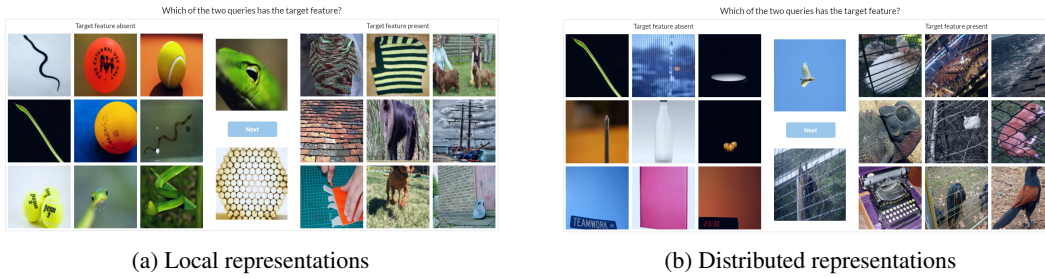 Which of the two queries has the target feature?
Target feature absent
Target feature present
Next
(a) Local representations
Which of the two queries has the target feature?
Target feature absent
Target feature present
Next
TEAMWORK
(b) Distributed representations